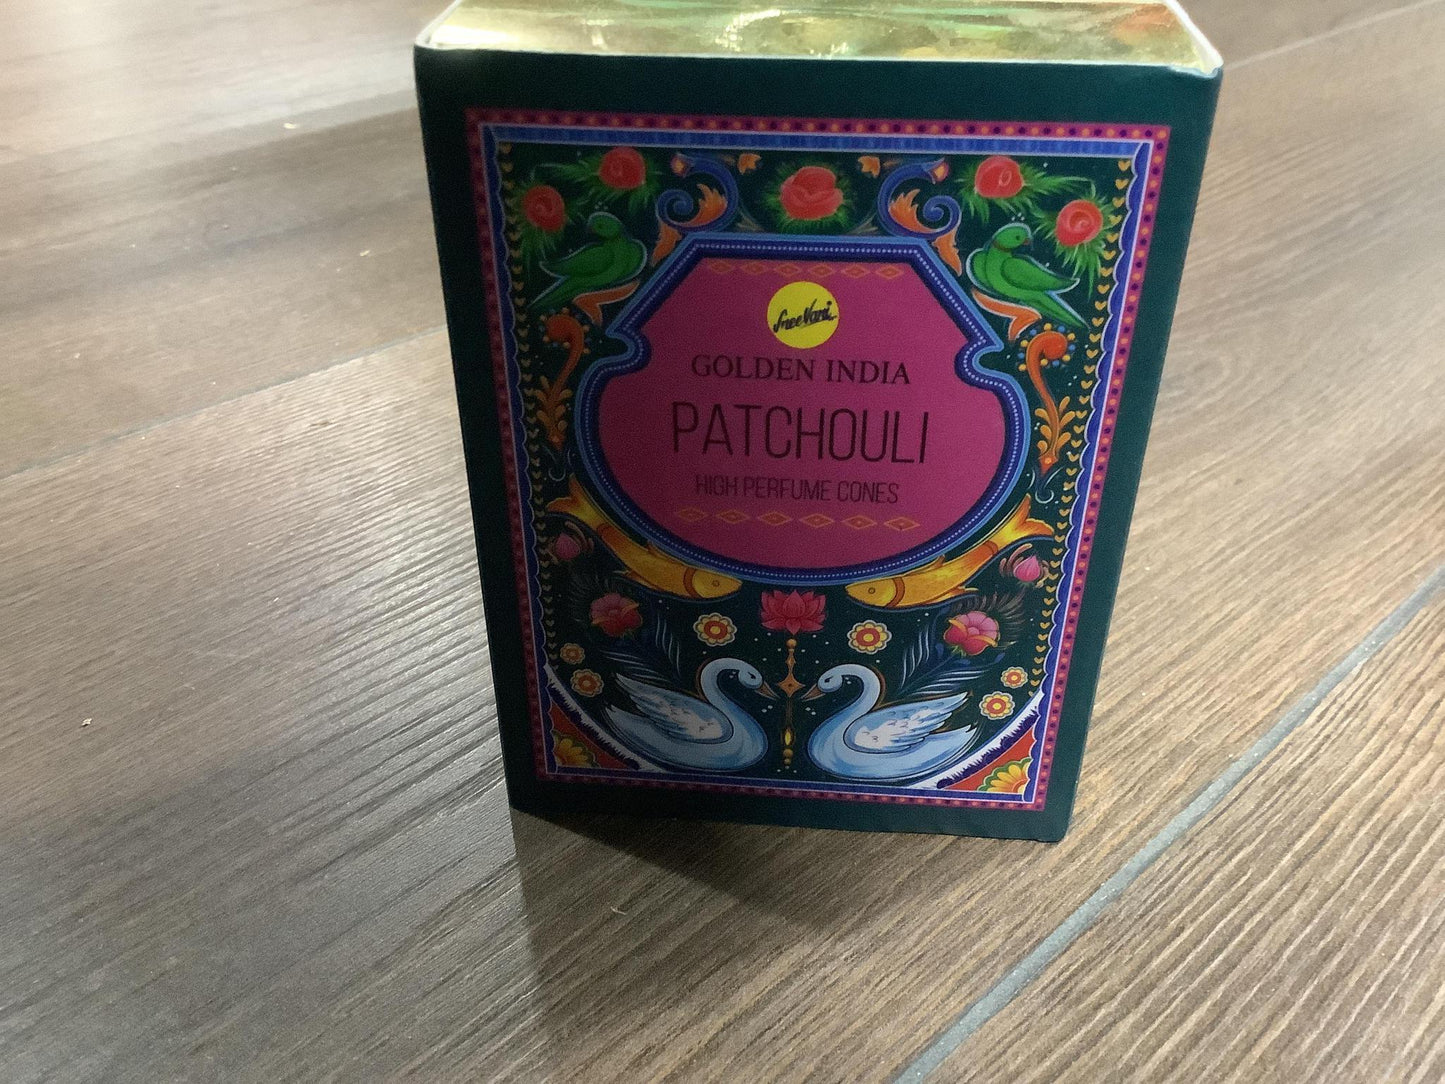 SreeVani
GOLDEN INDIA
PATCHOULI
HIGH PERFUME CONES